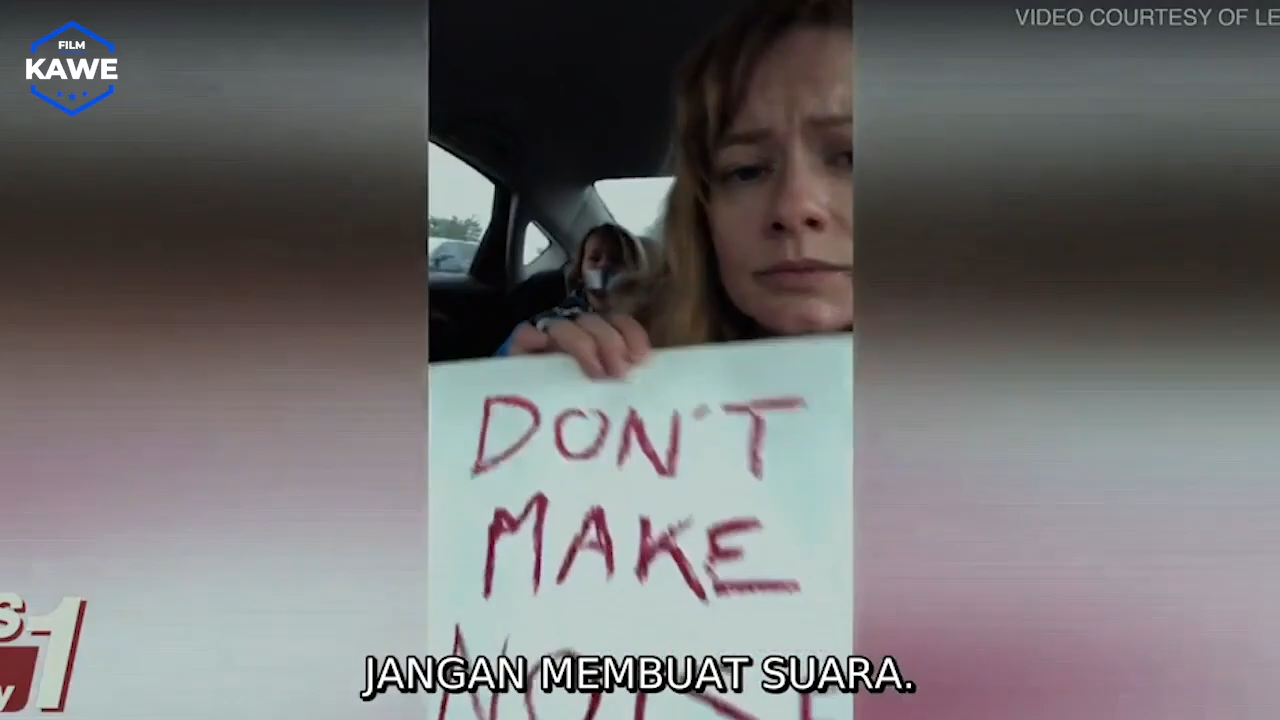 VIDEO COURTESY OF LE
FILM
KAWE
DON'T
MAKE
JANGAN MEMBUAT SUARA.